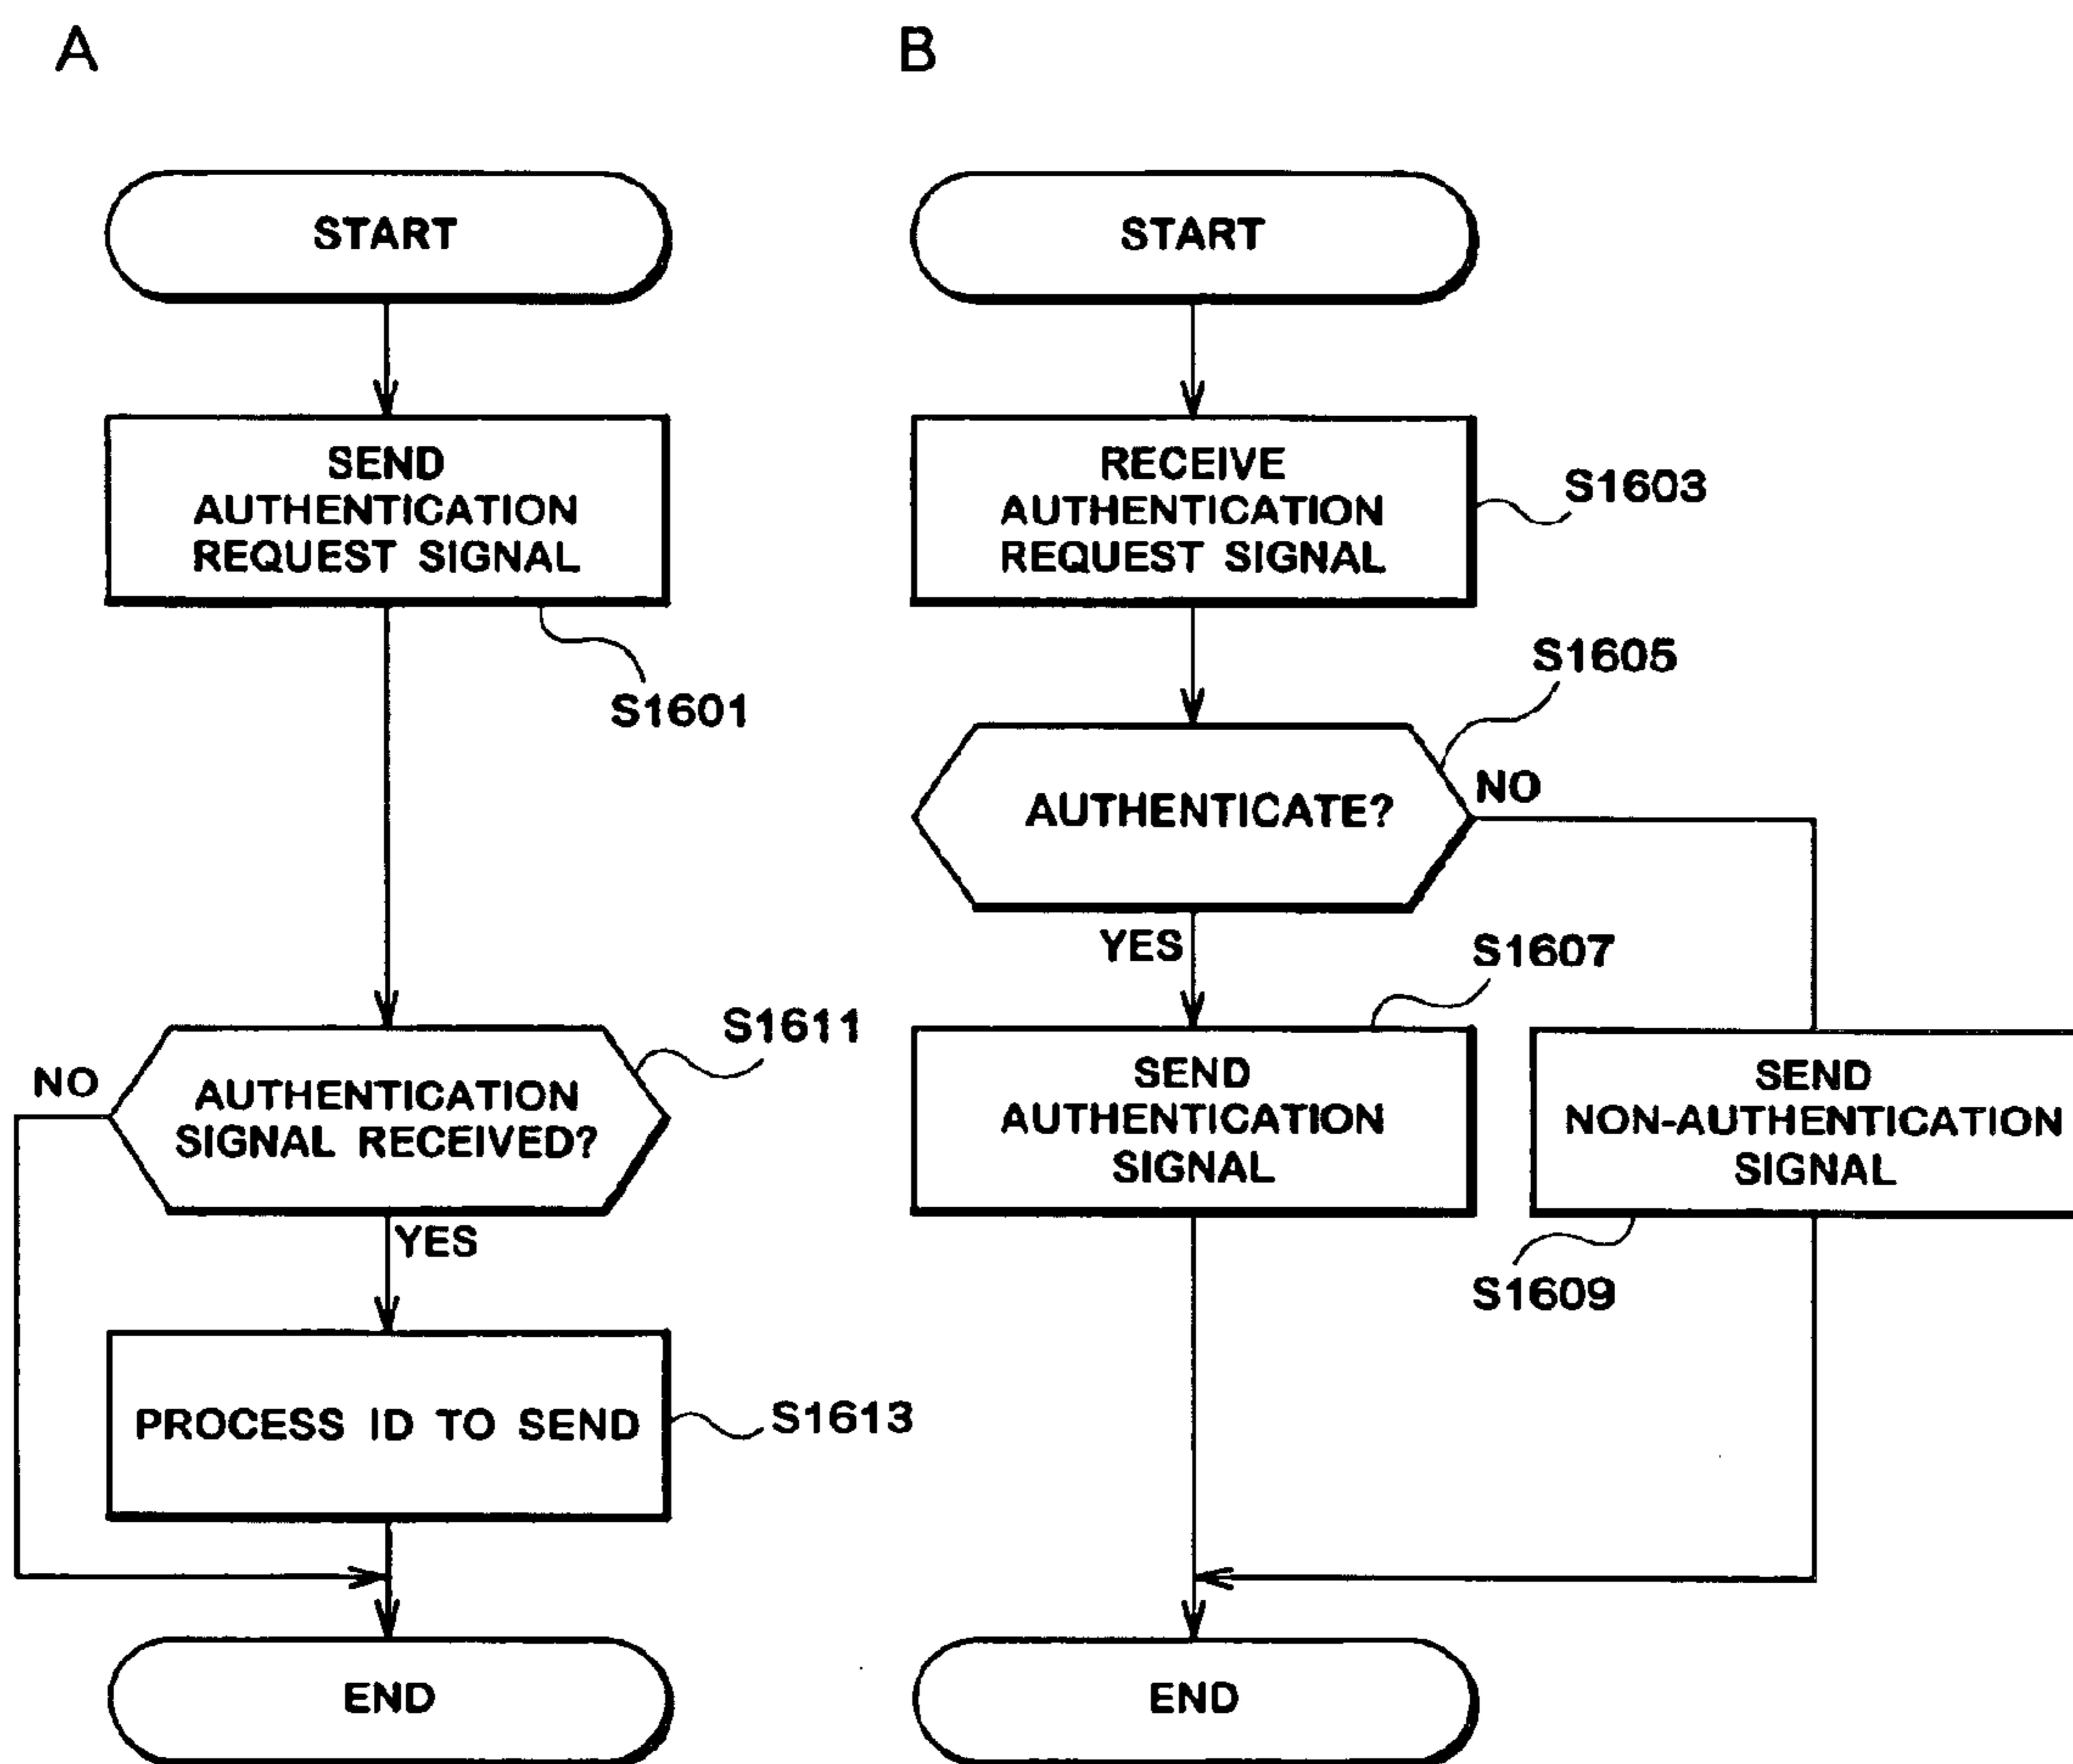 A
START
SEND
AUTHENTICATION
REQUEST SIGNAL
S1601
S1611
NO
AUTHENTICATION
SIGNAL RECEIVED?
YES
PROCESS ID TO SEND
S1613
END
B
START
RECEIVE
AUTHENTICATION
REQUEST SIGNAL
S1603
S1605
AUTHENTICATE?
NO
YES
S1607
SEND
AUTHENTICATION
SIGNAL
SEND
NON-AUTHENTICATION
SIGNAL
S1609
END